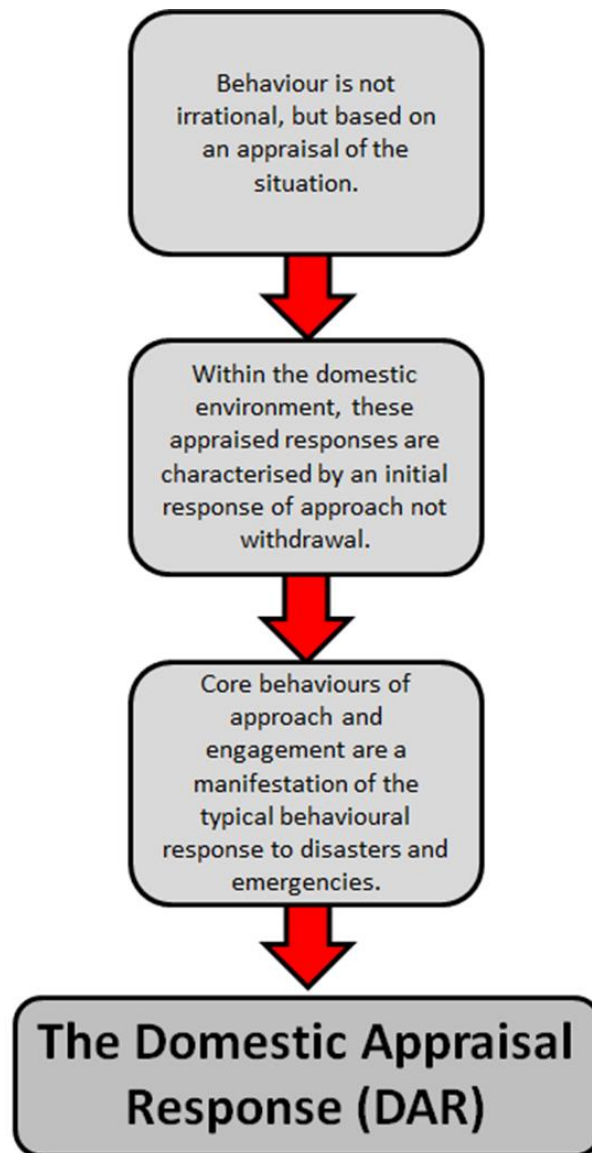 Behaviour is not
irrational, but based on
an appraisal of the
situation.
Within the domestic
environment, these
appraised responses are
characterised by an initial
response of approach not
withdrawal.
Core behaviours of
approach and
engagement are a
manifestation of the
typical behavioural
response to disasters and
emergencies.
The Domestic Appraisal
Response (DAR)